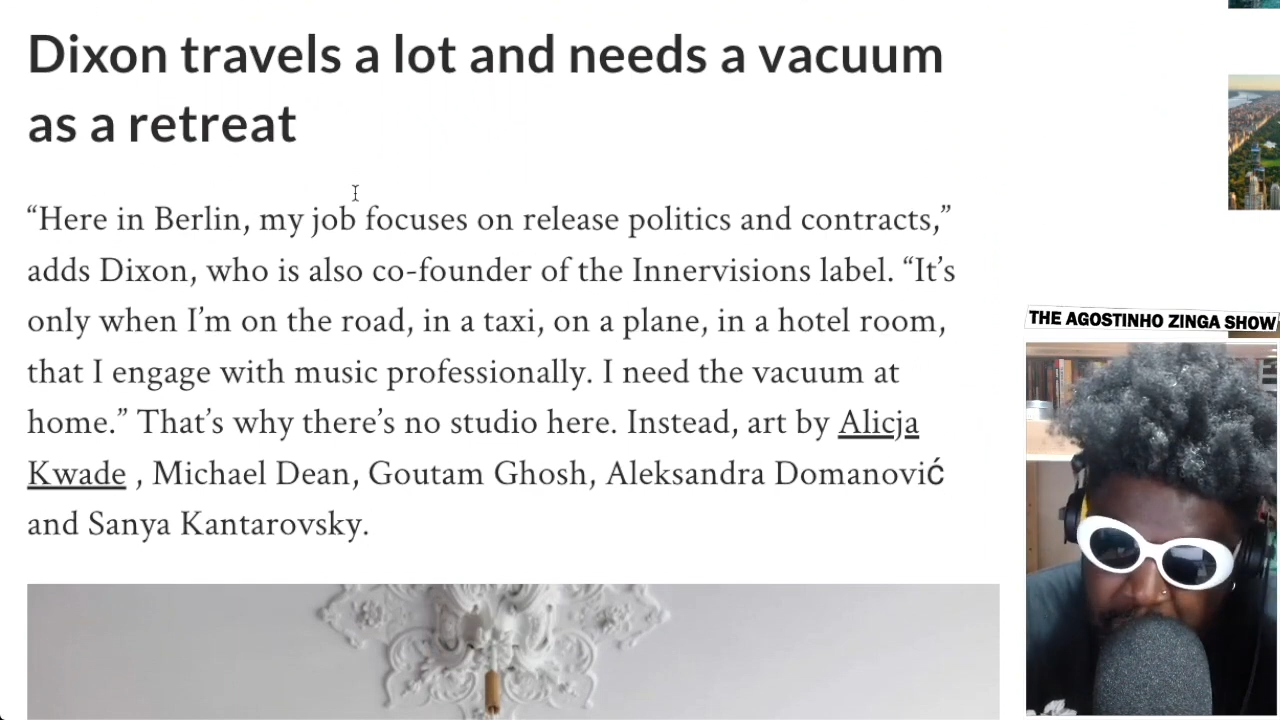 Dixon travels a lot and needs a vacuum
as a retreat
“Here in Berlin, my job focuses on release politics and contracts,”
adds Dixon, who is also co-founder of the Innervisions label. “It’s
only when I’m on the road, in a taxi, on a plane, in a hotel room,
that I engage with music professionally. I need the vacuum at
home.” That’s why there’s no studio here. Instead, art by Alicja
Kwade , Michael Dean, Goutam Ghosh, Aleksandra Domanović
and Sanya Kantarovsky.
THE AGOSTINHO ZINGA SHOW